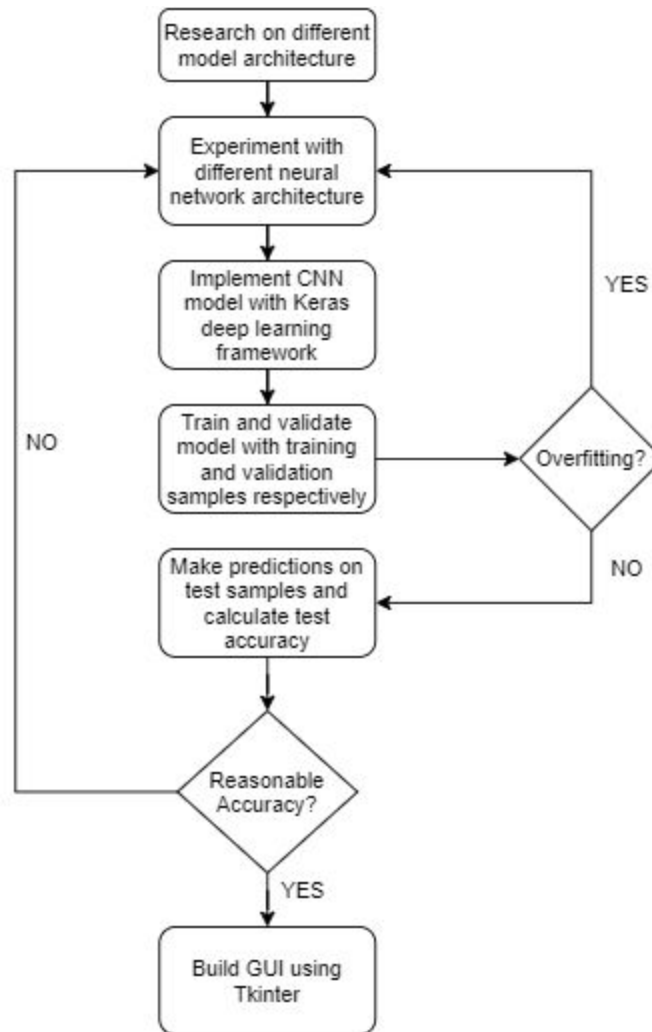 Research on different
model architecture
Experiment with
different neural
network architecture
YES
Implement CNN
model with Keras
deep learning
framework
NO
Train and validate
model with training
and validation
samples respectively
Overfitting?
NO
Make predictions on
test samples and
calculate test
accuracy
Reasonable
Accuracy?
YES
Build GUI using
Tkinter